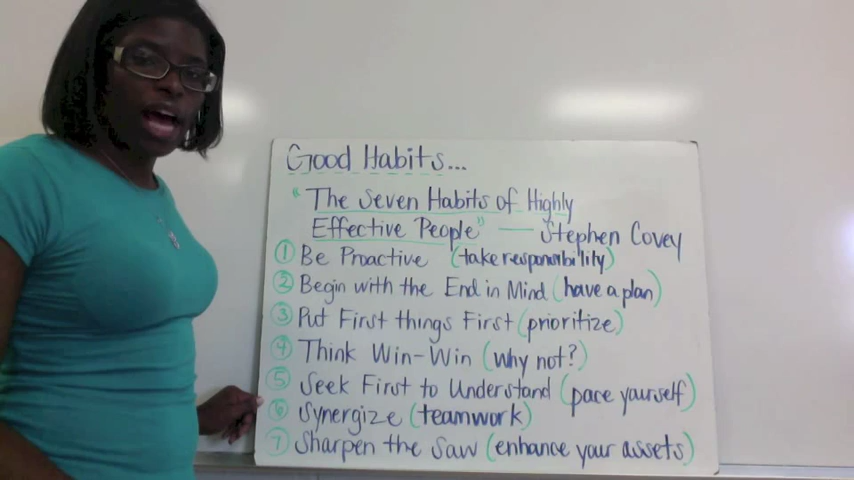 Good Habits...
"The Seven Habits of Highly
Effective People" — Stephen Covey
① Be Proactive (take responsibility)
② Begin with the End in Mind (have a plan)
③ Put First things First (prioritize)
④ Think Win-Win (why not?)
⑤ Seek First to Understand (pace yourself)
⑥ Synergize (teamwork)
⑦ Sharpen the Saw (enhance your assets)